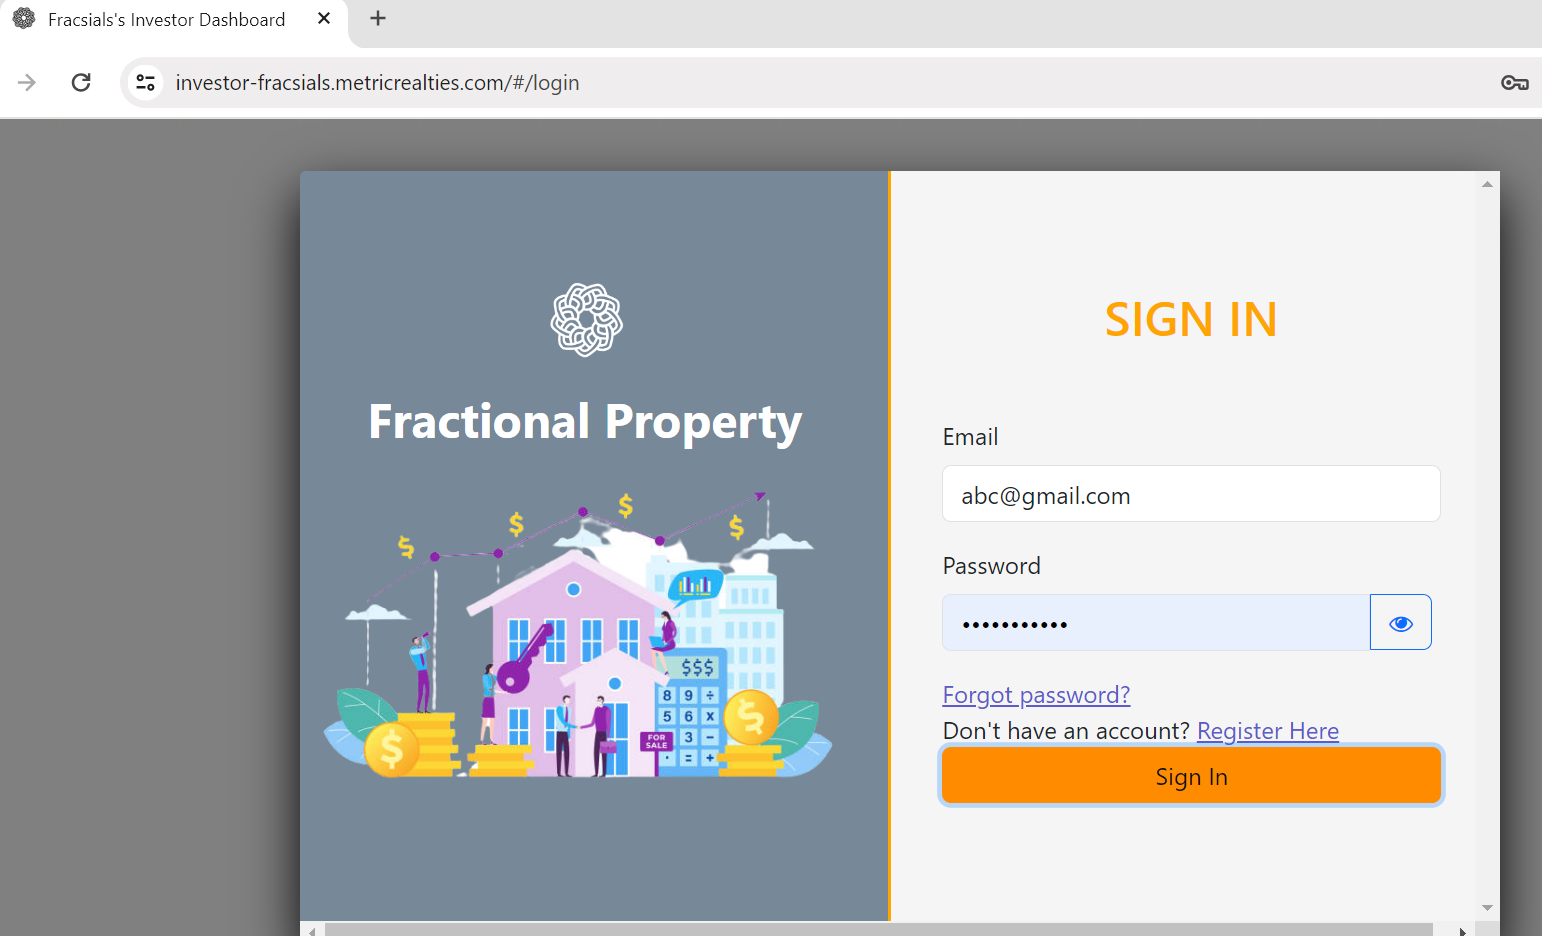 Fracsials's Investor Dashboard
investor-fracsials.metricrealties.com/#/login
Fractional Property
$ $ $ $
$$$
8 9 ÷
5 6 x
3 −
· = +
FOR
SALE
$ $
SIGN IN
Email
abc@gmail.com
Password
•••••••••••
Forgot password?
Don't have an account? Register Here
Sign In